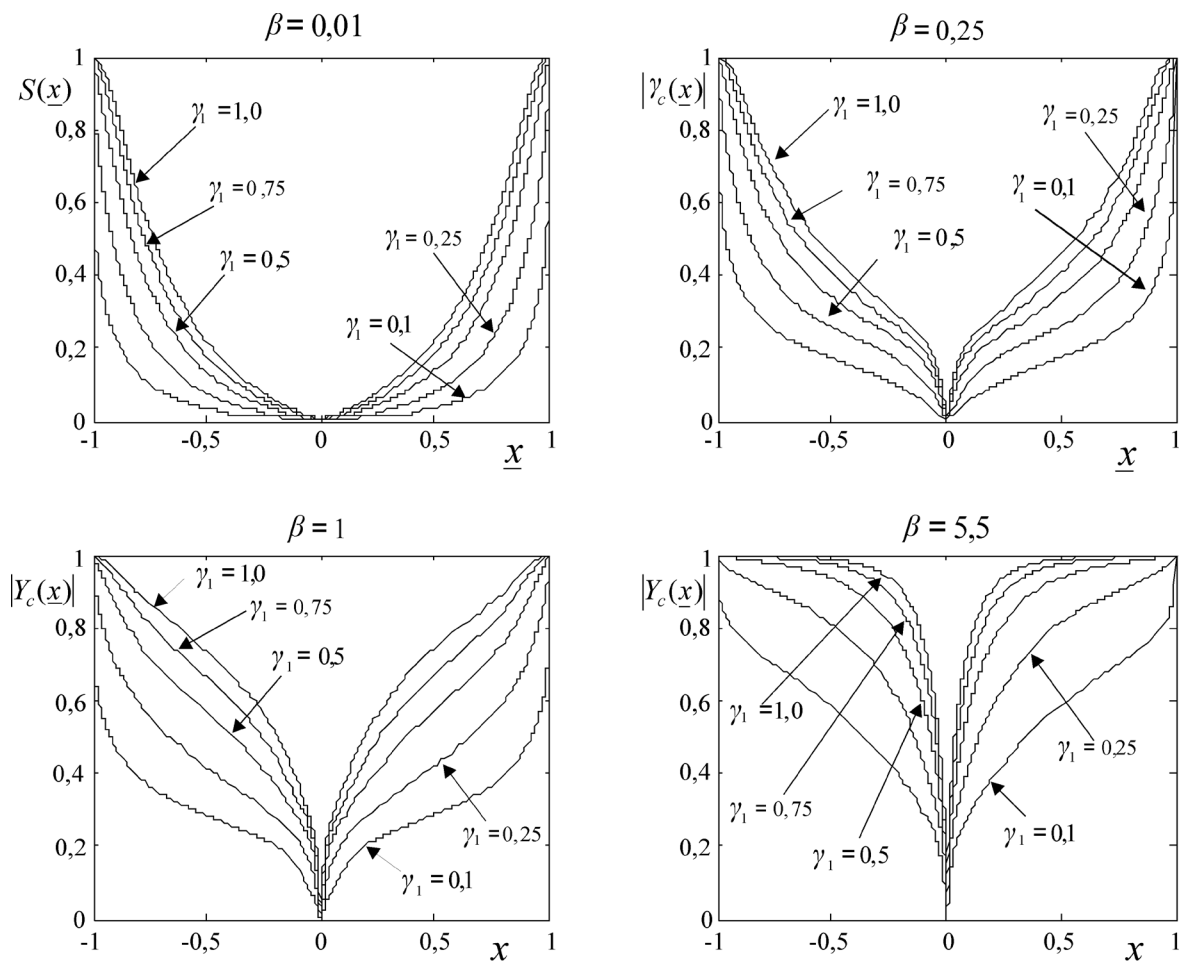 β = 0,01
S(x)
1
0,8
0,6
0,4
0,2
0
-1
-0,5
0
0,5
1
x
γ₁ = 1,0
γ₁ = 0,75
γ₁ = 0,5
γ₁ = 0,25
γ₁ = 0,1
β = 0,25
|γc(x)|
1
0,8
0,6
0,4
0,2
0
-1
-0,5
0
0,5
1
x
γ₁ = 1,0
γ₁ = 0,75
γ₁ = 0,5
γ₁ = 0,25
γ₁ = 0,1
β = 1
|Yc(x)|
1
0,8
0,6
0,4
0,2
0
-1
-0,5
0
0,5
1
x
γ₁ = 1,0
γ₁ = 0,75
γ₁ = 0,5
γ₁ = 0,25
γ₁ = 0,1
β = 5,5
|Yc(x)|
1
0,8
0,6
0,4
0,2
0
-1
-0,5
0
0,5
1
x
γ₁ = 1,0
γ₁ = 0,75
γ₁ = 0,5
γ₁ = 0,25
γ₁ = 0,1